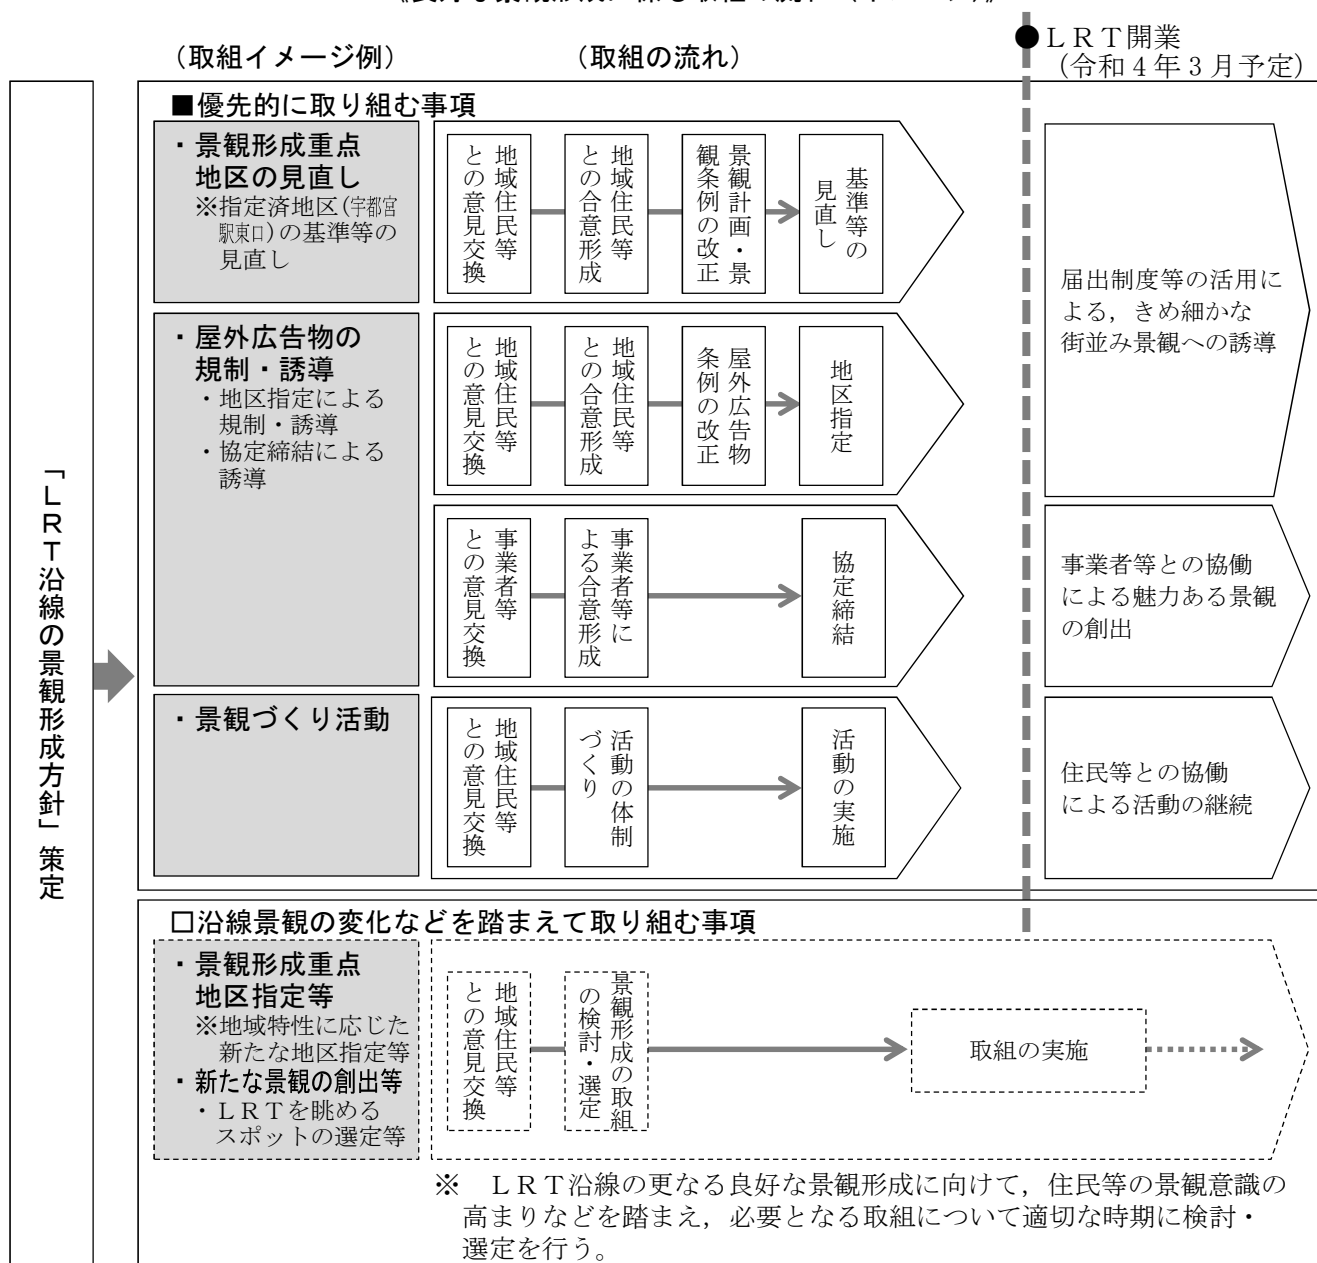 (取組イメージ例)
(取組の流れ)
●LRT開業
(令和4年3月予定)
「LRT沿線の景観形成方針」策定
■優先的に取り組む事項
・景観形成重点
地区の見直し
※指定済地区(宇都宮
駅東口)の基準等の
見直し
地域住民等
との意見交換
地域住民等
との合意形成
景観計画・景
観条例の改正
基準等の
見直し
届出制度等の活用に
よる，きめ細かな
街並み景観への誘導
・屋外広告物の
規制・誘導
・地区指定による
規制・誘導
・協定締結による
誘導
地域住民等
との意見交換
地域住民等
との合意形成
屋外広告物
条例の改正
地区指定
事業者等
との意見交換
事業者等に
よる合意形成
協定締結
事業者等との協働
による魅力ある景観
の創出
・景観づくり活動
地域住民等
との意見交換
活動の体制
づくり
活動の実施
住民等との協働
による活動の継続
□沿線景観の変化などを踏まえて取り組む事項
・景観形成重点
地区指定等
※地域特性に応じた
新たな地区指定等
・新たな景観の創出等
・LRTを眺める
スポットの選定等
地域住民等
との意見交換
景観形成の取組
の検討・選定
取組の実施
※　LRT沿線の更なる良好な景観形成に向けて，住民等の景観意識の
高まりなどを踏まえ，必要となる取組について適切な時期に検討・
選定を行う。